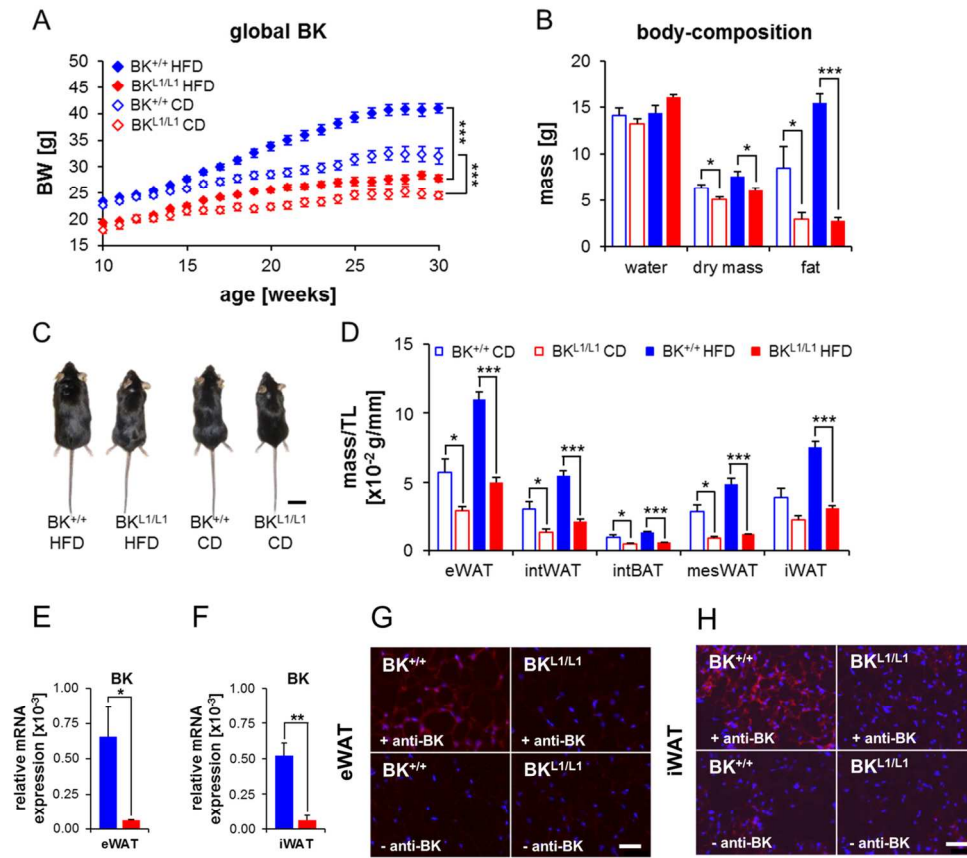 A
global BK
BK+/+ HFD
BKL1/L1 HFD
BK+/+ CD
BKL1/L1 CD
50
45
40
35
30
25
20
15
BW [g]
10
15
20
25
30
age [weeks]
***
***
B
body-composition
20
15
10
5
0
mass [g]
*
*
*
***
water
dry mass
fat
C
BK+/+
HFD
BKL1/L1
HFD
BK+/+
CD
BKL1/L1
CD
D
BK+/+ CD
BKL1/L1 CD
BK+/+ HFD
BKL1/L1 HFD
15
10
5
0
mass/TL
[x10-2 g/mm]
*
***
*
***
*
***
*
***
***
eWAT
intWAT
intBAT
mesWAT
iWAT
E
BK
1.00
0.75
0.50
0.25
0.00
relative mRNA
expression [x10-3]
*
eWAT
F
BK
1.00
0.75
0.50
0.25
0.00
relative mRNA
expression [x10-3]
**
iWAT
G
eWAT
BK+/+
+ anti-BK
BKL1/L1
+ anti-BK
BK+/+
- anti-BK
BKL1/L1
- anti-BK
H
iWAT
BK+/+
+ anti-BK
BKL1/L1
+ anti-BK
BK+/+
- anti-BK
BKL1/L1
- anti-BK